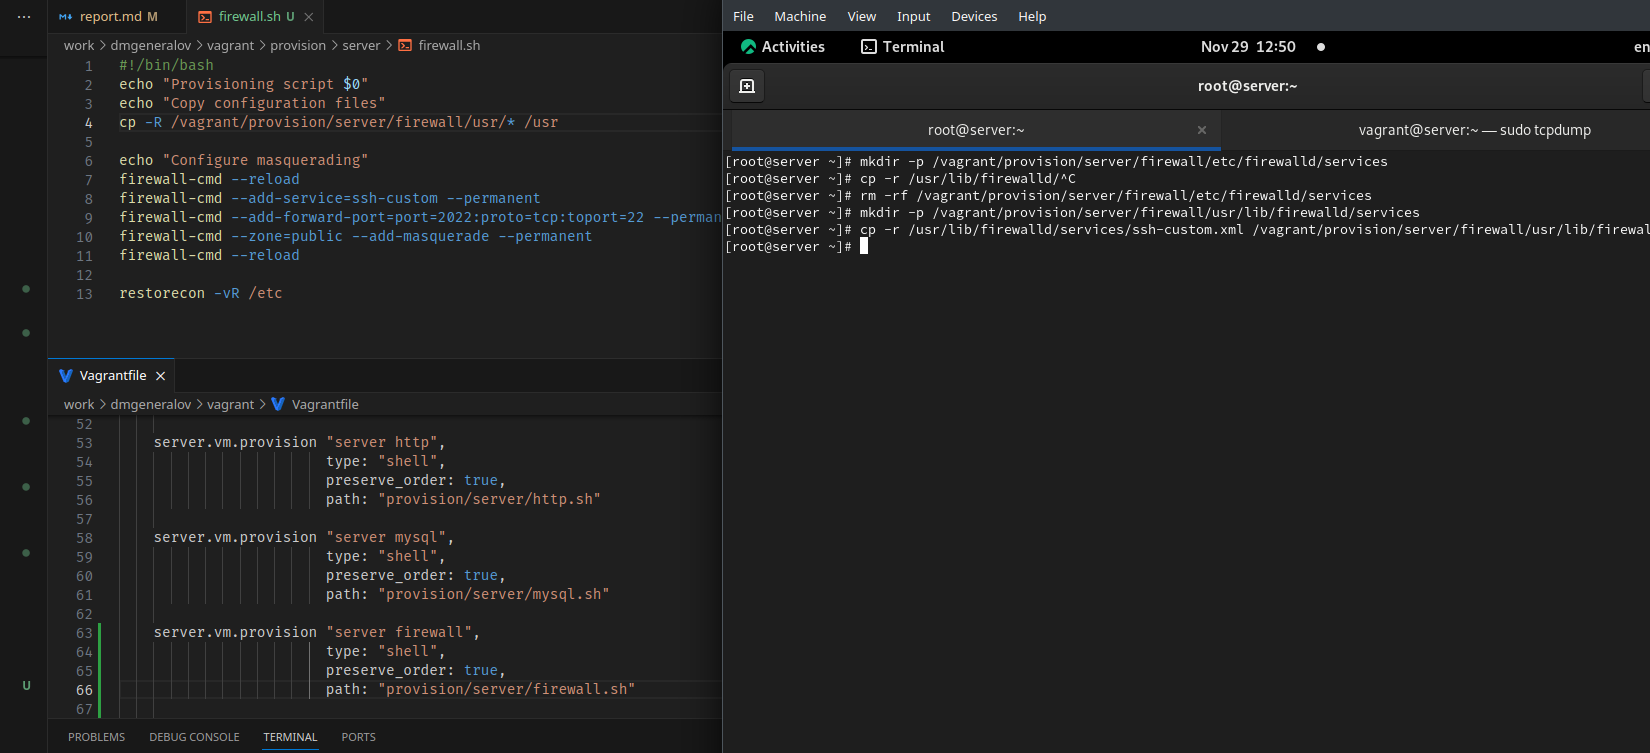 report.md M
firewall.sh U
work > dmgeneralov > vagrant > provision > server > firewall.sh
1 #!/bin/bash
2 echo "Provisioning script $0"
3 echo "Copy configuration files"
4 cp -R /vagrant/provision/server/firewall/usr/* /usr
5
6 echo "Configure masquerading"
7 firewall-cmd --reload
8 firewall-cmd --add-service=ssh-custom --permanent
9 firewall-cmd --add-forward-port=port=2022:proto=tcp:toport=22 --perman
10 firewall-cmd --zone=public --add-masquerade --permanent
11 firewall-cmd --reload
12
13 restorecon -vR /etc
Vagrantfile
work > dmgeneralov > vagrant > Vagrantfile
52
53 server.vm.provision "server http",
54 type: "shell",
55 preserve_order: true,
56 path: "provision/server/http.sh"
57
58 server.vm.provision "server mysql",
59 type: "shell",
60 preserve_order: true,
61 path: "provision/server/mysql.sh"
62
63 server.vm.provision "server firewall",
64 type: "shell",
65 preserve_order: true,
66 path: "provision/server/firewall.sh"
67
U
PROBLEMS DEBUG CONSOLE TERMINAL PORTS
File Machine View Input Devices Help
Activities Terminal Nov 29 12:50 en
root@server:~
root@server:~
vagrant@server:~ — sudo tcpdump
[root@server ~]# mkdir -p /vagrant/provision/server/firewall/etc/firewalld/services
[root@server ~]# cp -r /usr/lib/firewalld/^C
[root@server ~]# rm -rf /vagrant/provision/server/firewall/etc/firewalld/services
[root@server ~]# mkdir -p /vagrant/provision/server/firewall/usr/lib/firewalld/services
[root@server ~]# cp -r /usr/lib/firewalld/services/ssh-custom.xml /vagrant/provision/server/firewall/usr/lib/firewal
[root@server ~]#